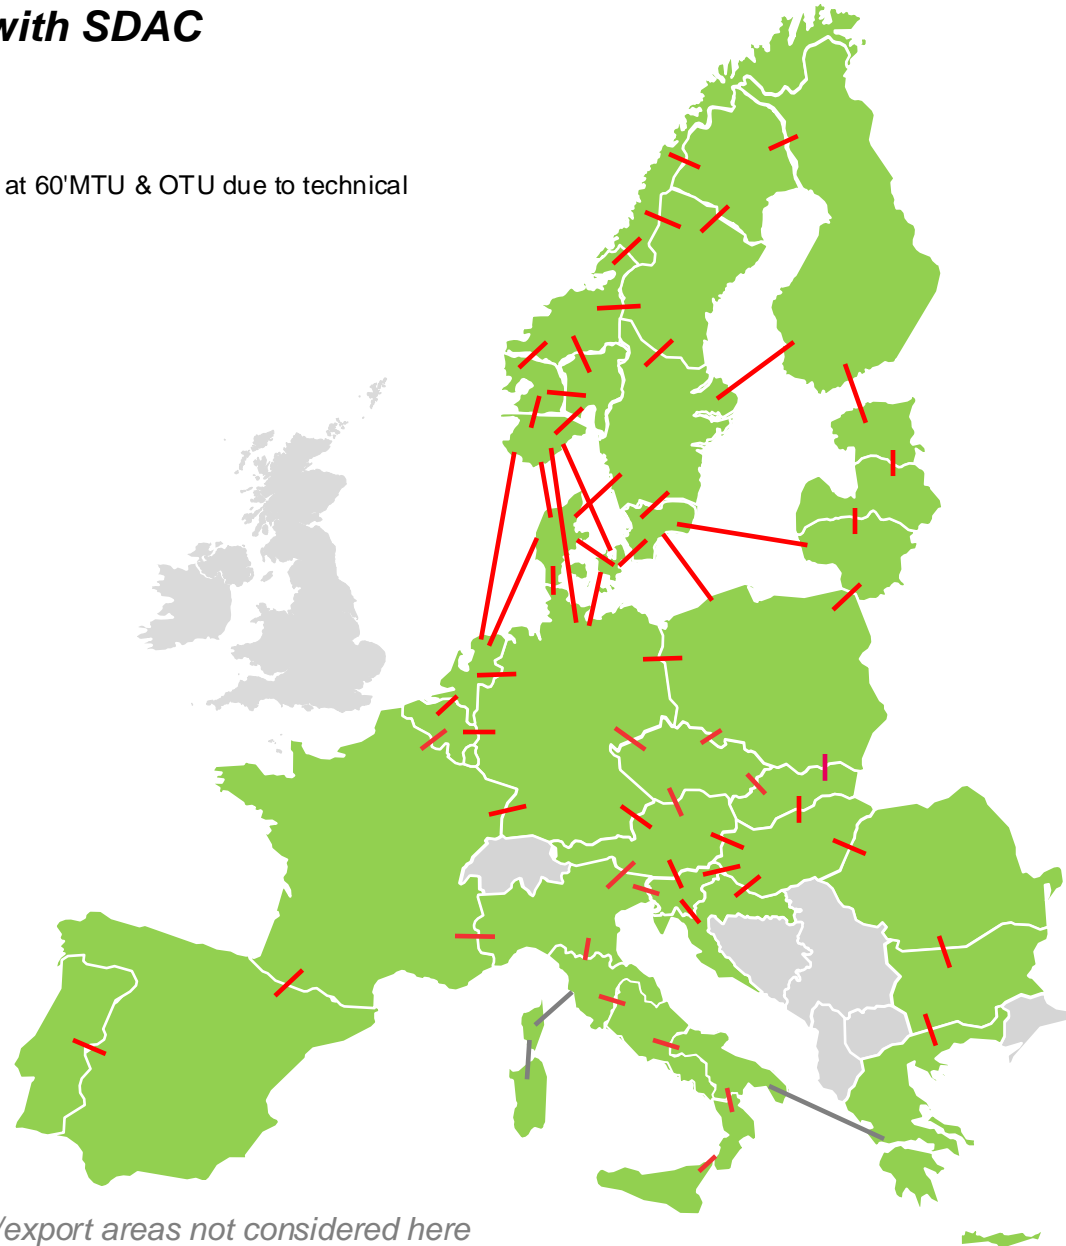 with SDAC
at 60'MTU & OTU due to technical
/export areas not considered here